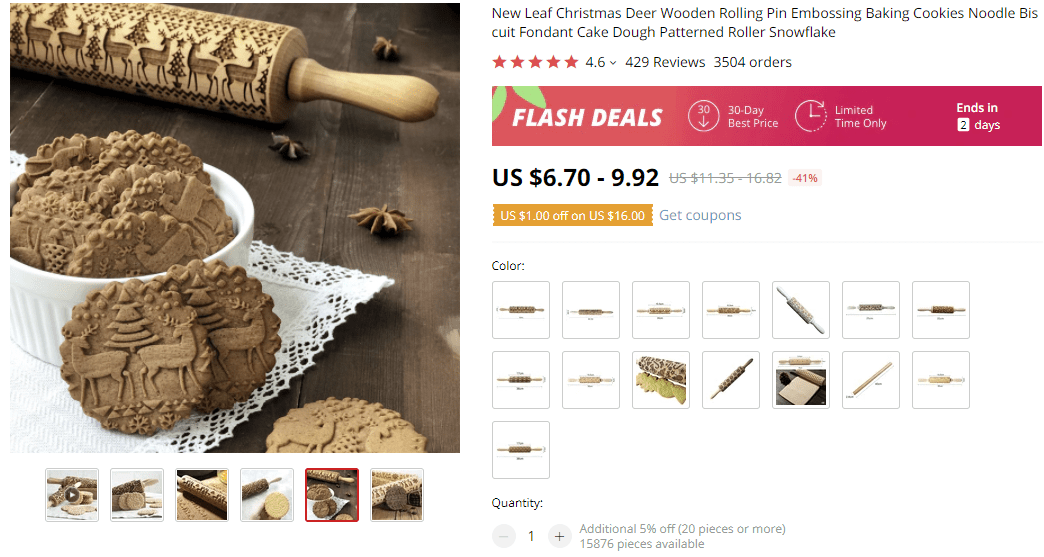 New Leaf Christmas Deer Wooden Rolling Pin Embossing Baking Cookies Noodle Bis
cuit Fondant Cake Dough Patterned Roller Snowflake
4.6 429 Reviews 3504 orders
FLASH DEALS
30
30-Day
Best Price
Limited
Time Only
Ends in
2 days
US $6.70 - 9.92 US $11.35 - 16.82 -41%
US $1.00 off on US $16.00 Get coupons
Color:
Quantity:
1
Additional 5% off (20 pieces or more)
15876 pieces available